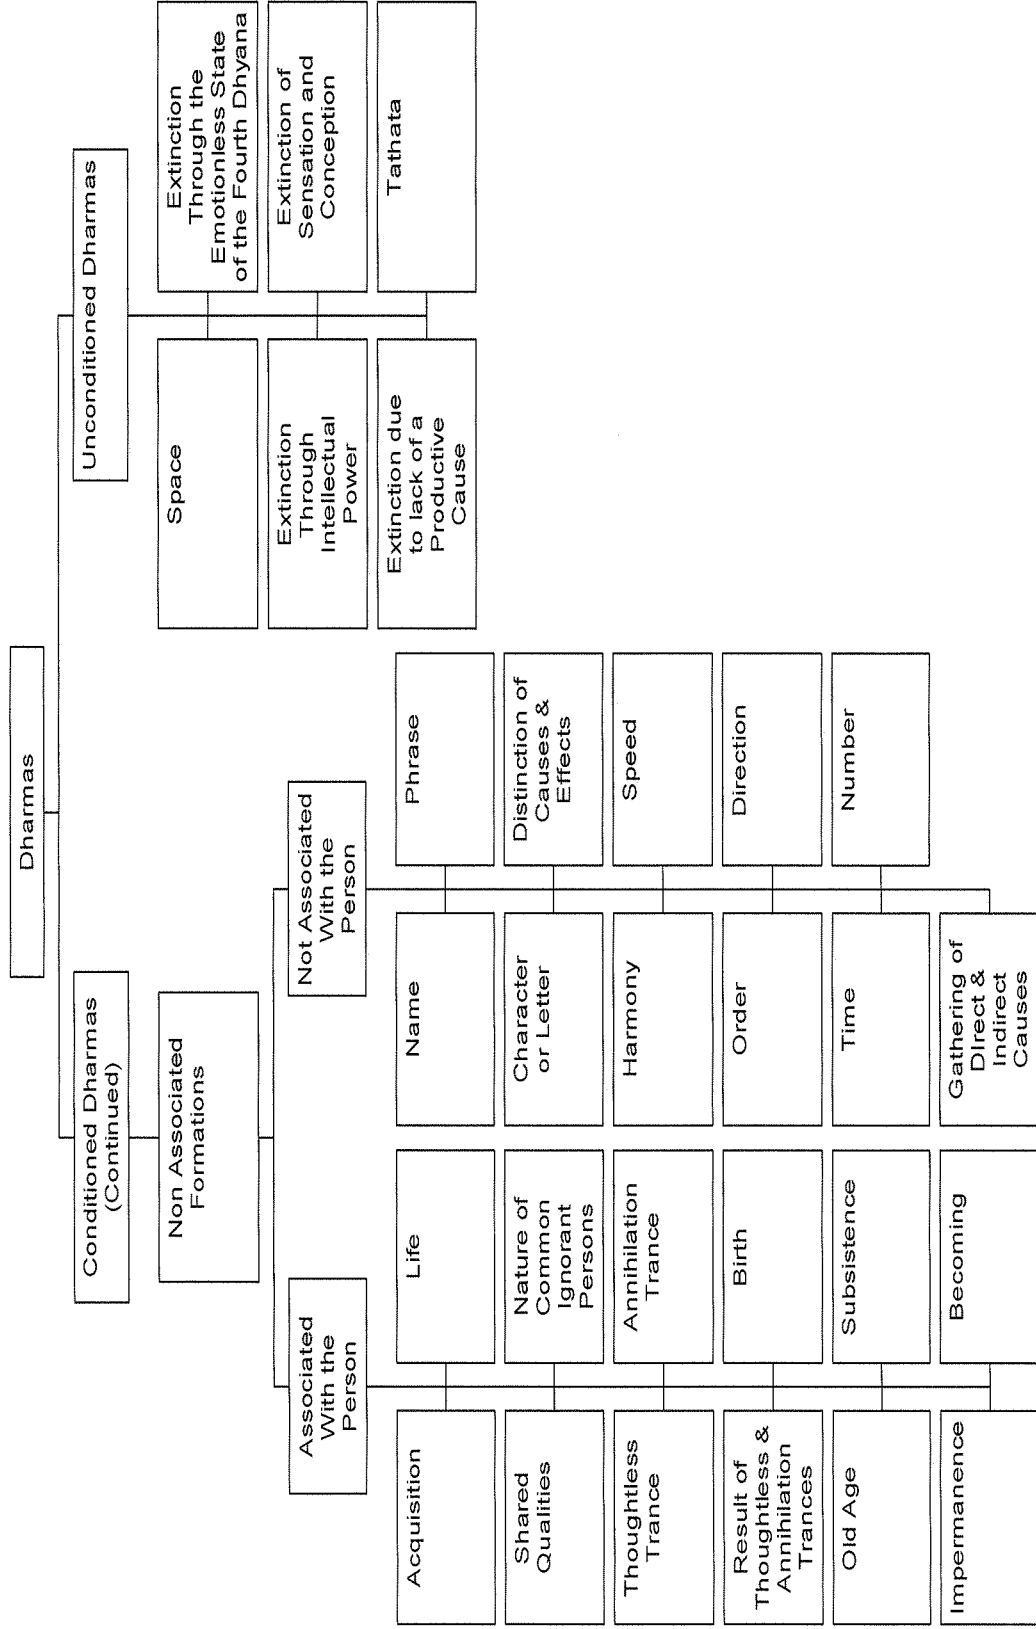 Dharmas
Conditioned Dharmas
(Continued)
Unconditioned Dharmas
Non Associated
Formations
Associated
With the
Person
Not Associated
With the
Person
Acquisition
Life
Shared
Qualities
Nature of
Common
Ignorant
Persons
Thoughtless
Trance
Annihilation
Trance
Result of
Thoughtless &
Annihilation
Trances
Birth
Old Age
Subsistence
Impermanence
Becoming
Name
Phrase
Character
or Letter
Distinction of
Causes &
Effects
Harmony
Speed
Order
Direction
Time
Number
Gathering of
DIrect &
Indirect
Causes
Space
Extinction
Through the
Emotionless State
of the Fourth Dhyana
Extinction
Through
Intellectual
Power
Extinction of
Sensation and
Conception
Extinction due
to lack of a
Productive
Cause
Tathata